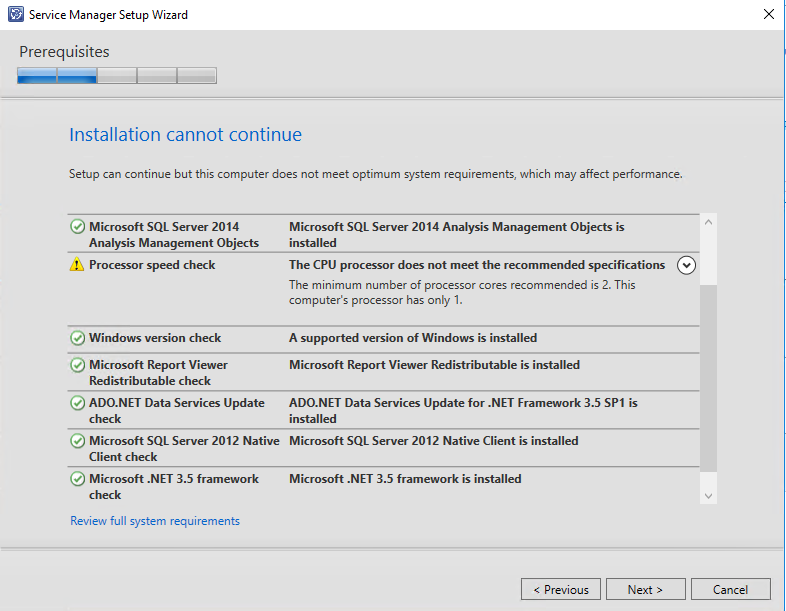 Service Manager Setup Wizard
Prerequisites
Installation cannot continue
Setup can continue but this computer does not meet optimum system requirements, which may affect performance.
Microsoft SQL Server 2014
Analysis Management Objects
Microsoft SQL Server 2014 Analysis Management Objects is
installed
Processor speed check
The CPU processor does not meet the recommended specifications
The minimum number of processor cores recommended is 2. This
computer's processor has only 1.
Windows version check
A supported version of Windows is installed
Microsoft Report Viewer
Redistributable check
Microsoft Report Viewer Redistributable is installed
ADO.NET Data Services Update
check
ADO.NET Data Services Update for .NET Framework 3.5 SP1 is
installed
Microsoft SQL Server 2012 Native
Client check
Microsoft SQL Server 2012 Native Client is installed
Microsoft .NET 3.5 framework
check
Microsoft .NET 3.5 framework is installed
Review full system requirements
< Previous
Next >
Cancel